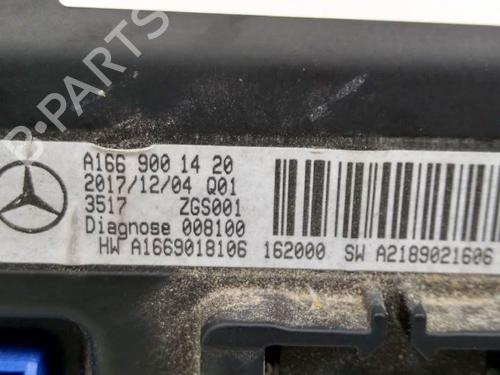 A166 900 14 20
2017/12/04 Q01
3517 ZGS001
Diagnose 008100
HW A1669018106 162000 SW A2189021606
B-PARTS